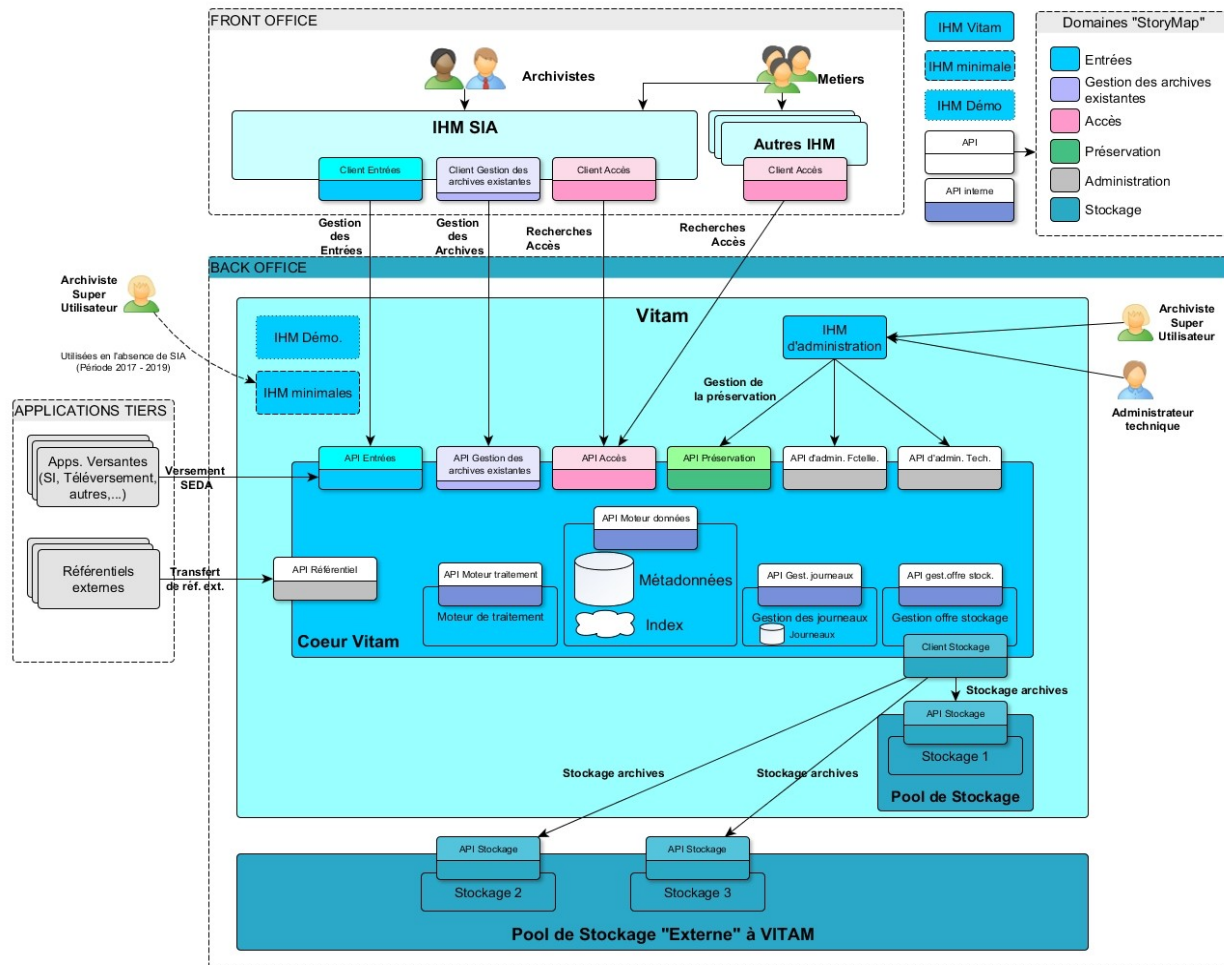 FRONT OFFICE
Archivistes
Metiers
IHM SIA
Autres IHM
Client Entrées
Client Gestion des
archives existantes
Client Accès
Client Accès
IHM Vitam
IHM minimale
IHM Démo
API
API interne
Domaines "StoryMap"
Entrées
Gestion des archives
existantes
Accès
Préservation
Administration
Stockage
Gestion
des
Entrées
Gestion
des
Archives
Recherches
Accès
Recherches
Accès
BACK OFFICE
Archiviste
Super
Utilisateur
Utilisées en l'absence de SIA
(Période 2017 - 2019)
Vitam
IHM Démo.
IHM minimales
IHM
d'administration
Archiviste
Super
Utilisateur
Administrateur
technique
Gestion de
la préservation
APPLICATIONS TIERS
Apps. Versantes
(SI, Téléversement,
autres,...)
Versement
SEDA
Référentiels
externes
Transfért
de réf. ext.
API Entrées
API Gestion des
archives existantes
API Accès
API Préservation
API d'admin. Fctelle.
API d'admin. Tech.
API Référentiel
API Moteur données
Métadonnées
Index
API Moteur traitement
Moteur de traitement
API Gest. journeaux
Gestion des journeaux
Journeaux
API gest.offre stock.
Gestion offre stockage
Coeur Vitam
Client Stockage
Stockage archives
API Stockage
Stockage 1
Pool de Stockage
Stockage archives
Stockage archives
API Stockage
Stockage 2
API Stockage
Stockage 3
Pool de Stockage "Externe" à VITAM